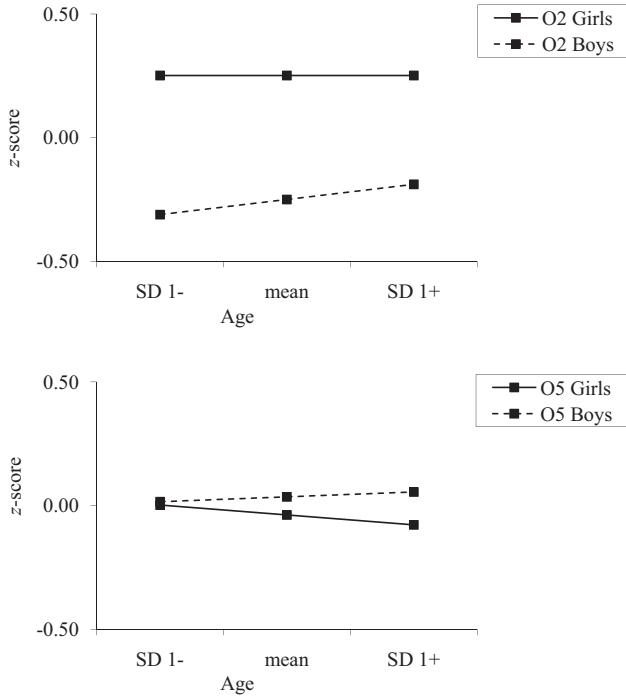 0.50
O2 Girls
O2 Boys
0.00
z-score
-0.50
SD 1- mean SD 1+
Age
0.50
O5 Girls
O5 Boys
0.00
z-score
-0.50
SD 1- mean SD 1+
Age